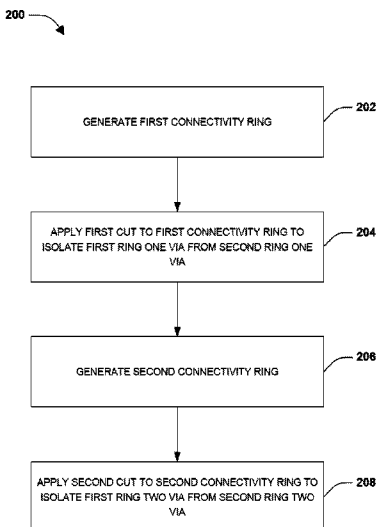 200
GENERATE FIRST CONNECTIVITY RING
202
APPLY FIRST CUT TO FIRST CONNECTIVITY RING TO
ISOLATE FIRST RING ONE VIA FROM SECOND RING ONE
VIA
204
GENERATE SECOND CONNECTIVITY RING
206
APPLY SECOND CUT TO SECOND CONNECTIVITY RING TO
ISOLATE FIRST RING TWO VIA FROM SECOND RING TWO
VIA
208